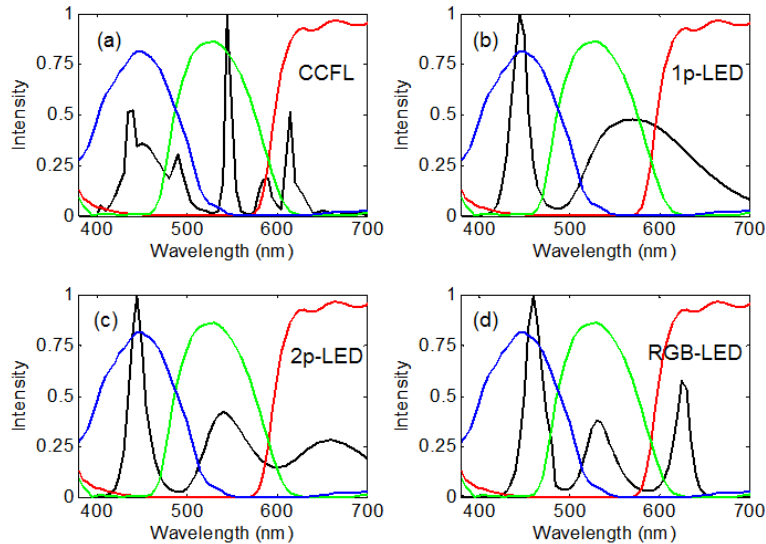 1
(a)
CCFL
0.75
0.5
0.25
0
400
500
600
700
Intensity
Wavelength (nm)
1
(b)
1p-LED
0.75
0.5
0.25
0
400
500
600
700
Intensity
Wavelength (nm)
1
(c)
2p-LED
0.75
0.5
0.25
0
400
500
600
700
Intensity
Wavelength (nm)
1
(d)
RGB-LED
0.75
0.5
0.25
0
400
500
600
700
Intensity
Wavelength (nm)